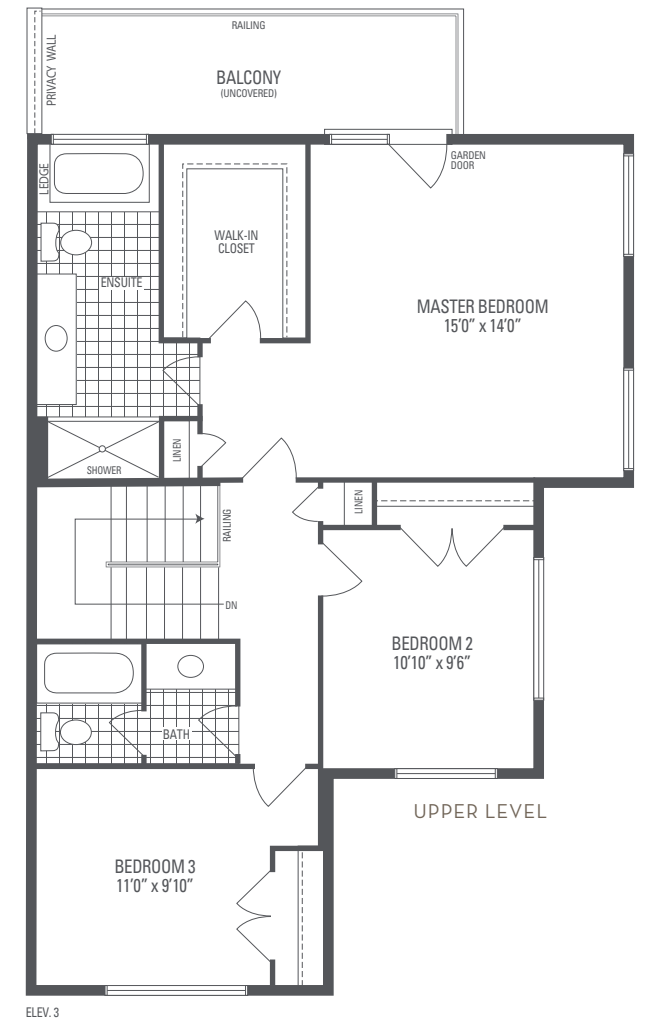 RAILING
PRIVACY WALL
BALCONY
(UNCOVERED)
LEDGE
GARDEN
DOOR
WALK-IN
CLOSET
ENSUITE
MASTER BEDROOM
15'0" x 14'0"
LINEN
SHOWER
LINEN
RAILING
DN
BEDROOM 2
10'10" x 9'6"
BATH
UPPER LEVEL
BEDROOM 3
11'0" x 9'10"
ELEV. 3